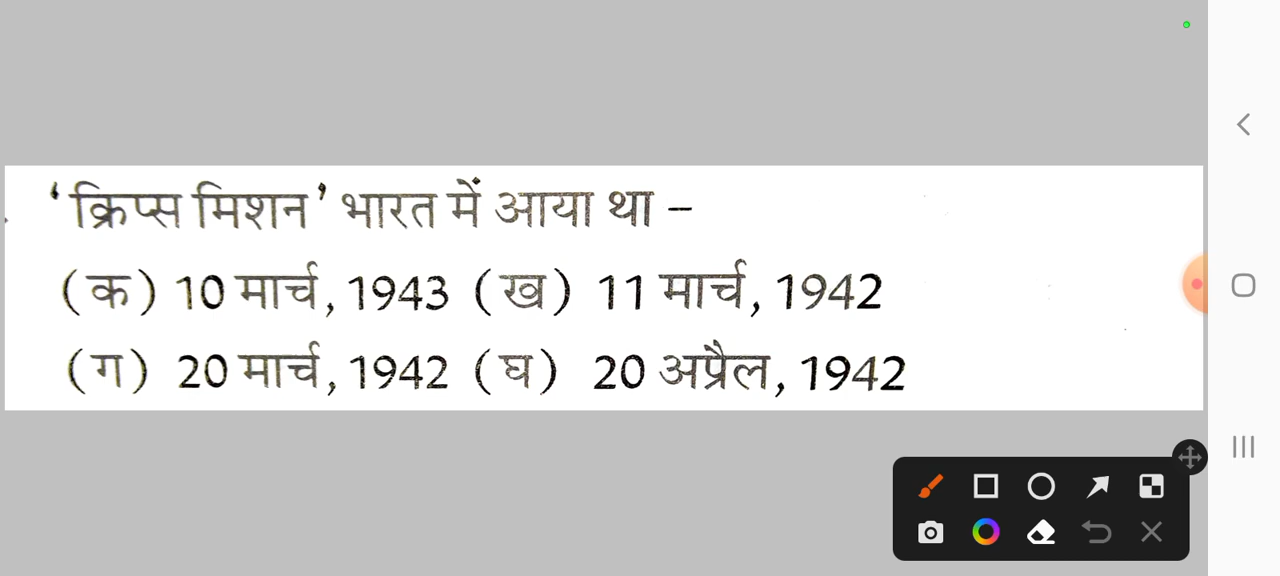 ‘क्रिप्स मिशन’ भारत में आया था –
(क) 10 मार्च, 1943 (ख) 11 मार्च, 1942
(ग) 20 मार्च, 1942 (घ) 20 अप्रैल, 1942